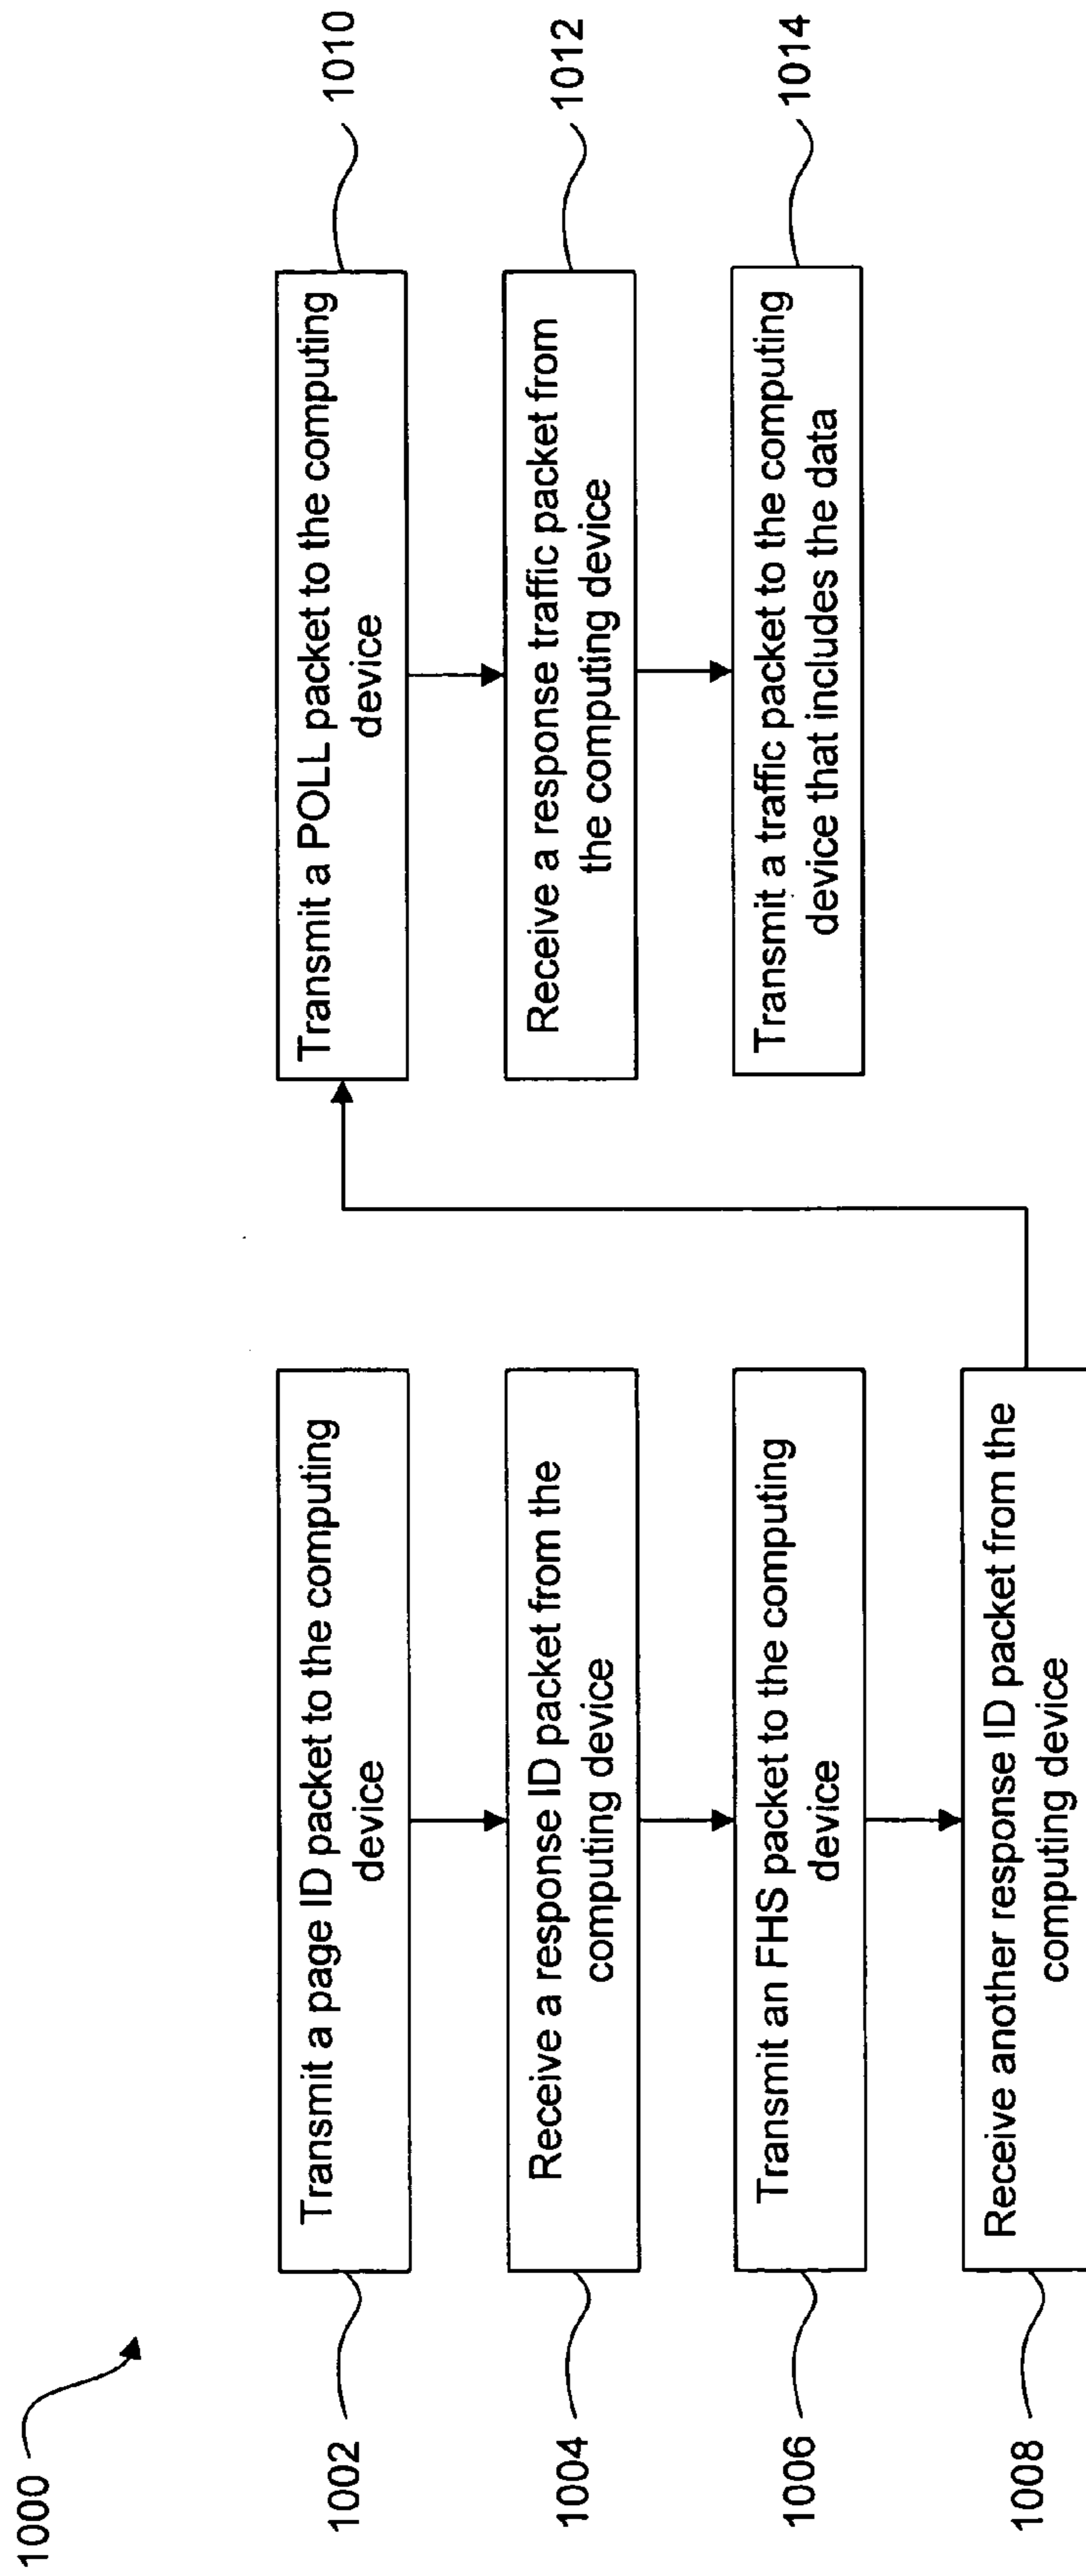 1000
1002
Transmit a page ID packet to the computing
device
1004
Receive a response ID packet from the
computing device
1006
Transmit an FHS packet to the computing
device
1008
Receive another response ID packet from the
computing device
Transmit a POLL packet to the computing
device
1010
Receive a response traffic packet from
the computing device
1012
Transmit a traffic packet to the computing
device that includes the data
1014